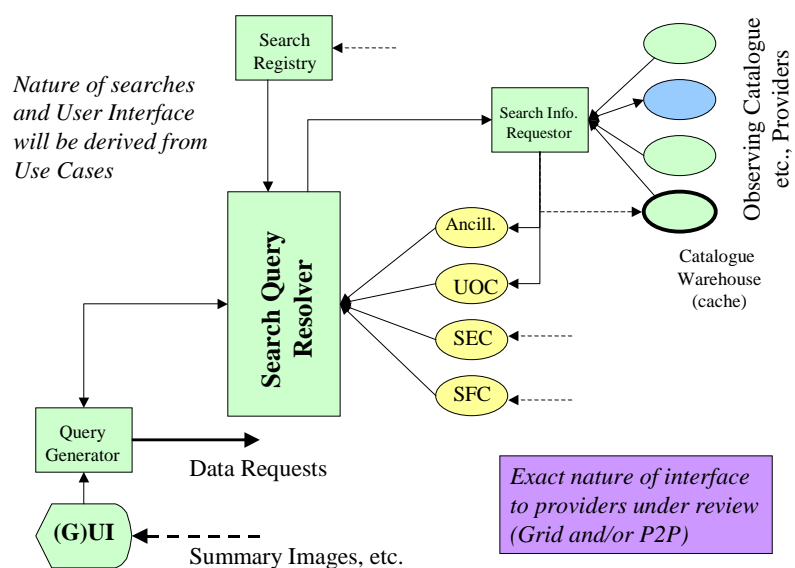 Search
Registry
Nature of searches
and User Interface
will be derived from
Use Cases
Search Info.
Requestor
Observing Catalogue
etc., Providers
Search Query
Resolver
Ancill.
UOC
SEC
SFC
Catalogue
Warehouse
(cache)
Query
Generator
Data Requests
(G)UI
Summary Images, etc.
Exact nature of interface
to providers under review
(Grid and/or P2P)